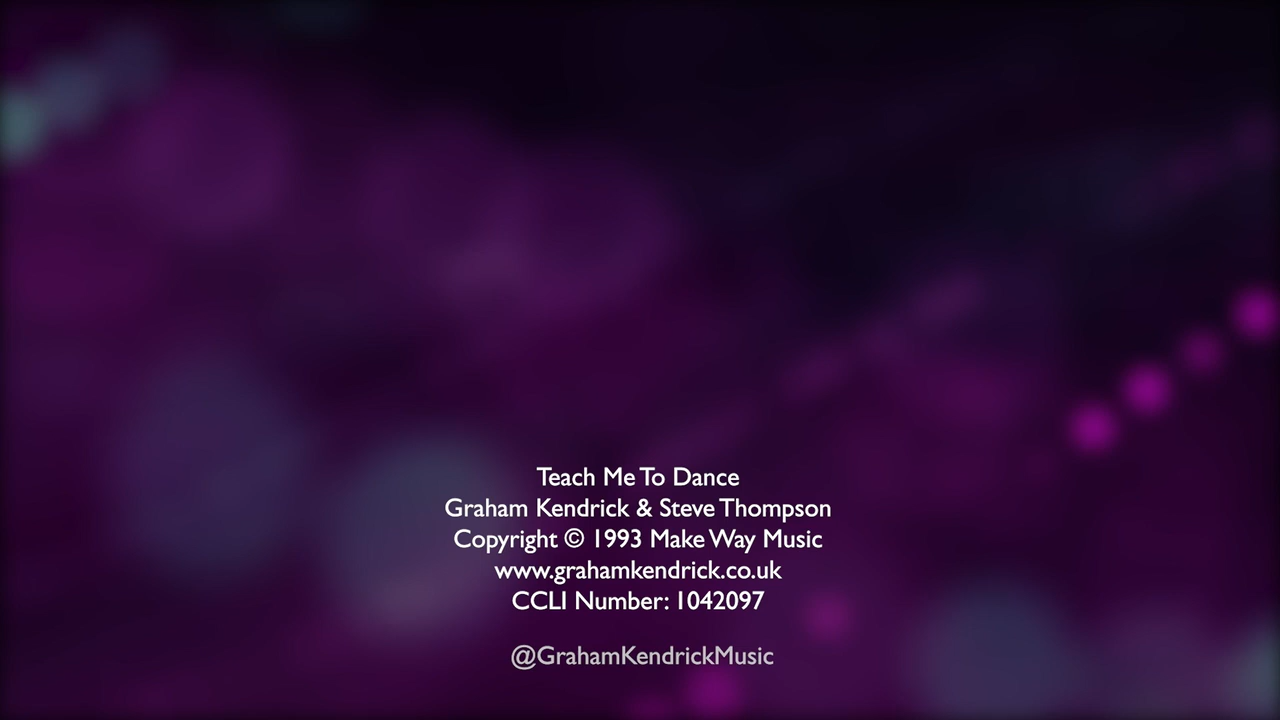 Teach Me To Dance
Graham Kendrick & Steve Thompson
Copyright © 1993 Make Way Music
www.grahamkendrick.co.uk
CCLI Number: 1042097
@GrahamKendrickMusic